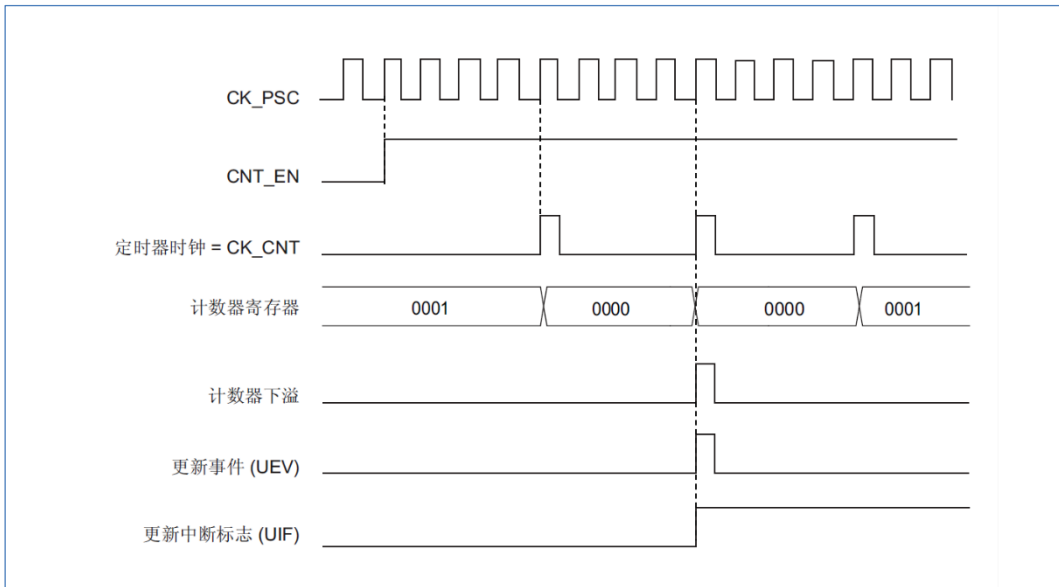 CK_PSC
CNT_EN
定时器时钟 = CK_CNT
计数器寄存器 0001 0000 0000 0001
计数器下溢
更新事件 (UEV)
更新中断标志 (UIF)